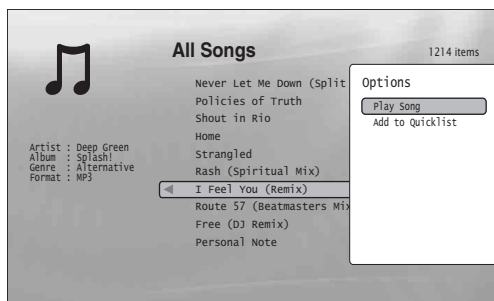 All Songs
1214 items
Never Let Me Down (Split
Policies of Truth
Shout in Rio
Home
Strangled
Rash (Spiritual Mix)
I Feel You (Remix)
Route 57 (Beatmasters Mix
Free (DJ Remix)
Personal Note
Artist : Deep Green
Album : Splash!
Genre : Alternative
Format : MP3
Options
Play Song
Add to Quicklist